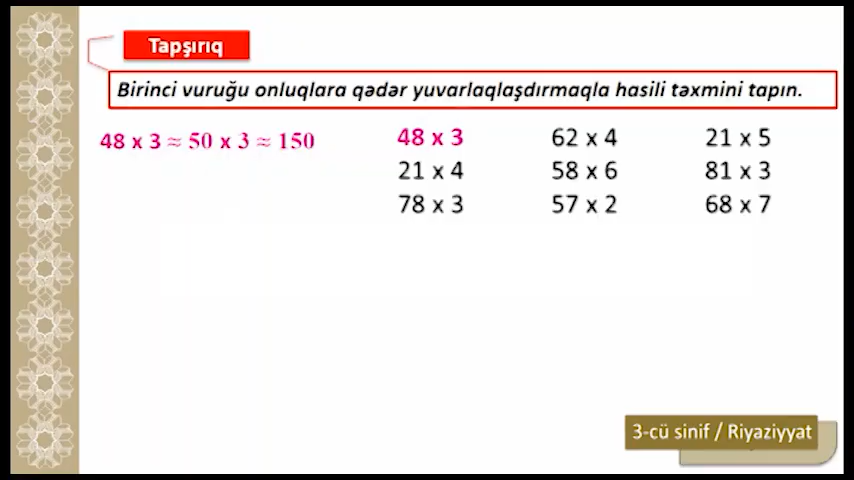 Tapşırıq
Birinci vuruğu onluqlara qədər yuvarlaqlaşdırmaqla hasili təxmini tapın.
48 x 3 ≈ 50 x 3 ≈ 150
48 x 3 62 x 4 21 x 5
21 x 4 58 x 6 81 x 3
78 x 3 57 x 2 68 x 7
3-cü sinif / Riyaziyyat